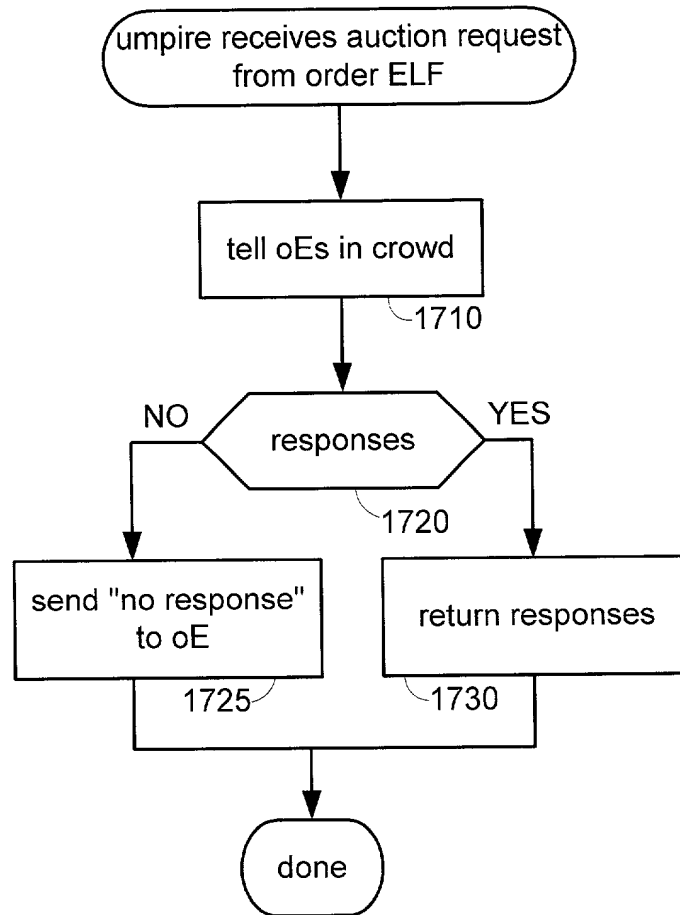 umpire receives auction request
from order ELF
tell oEs in crowd
1710
NO
YES
responses
1720
send "no response"
to oE
return responses
1725
1730
done